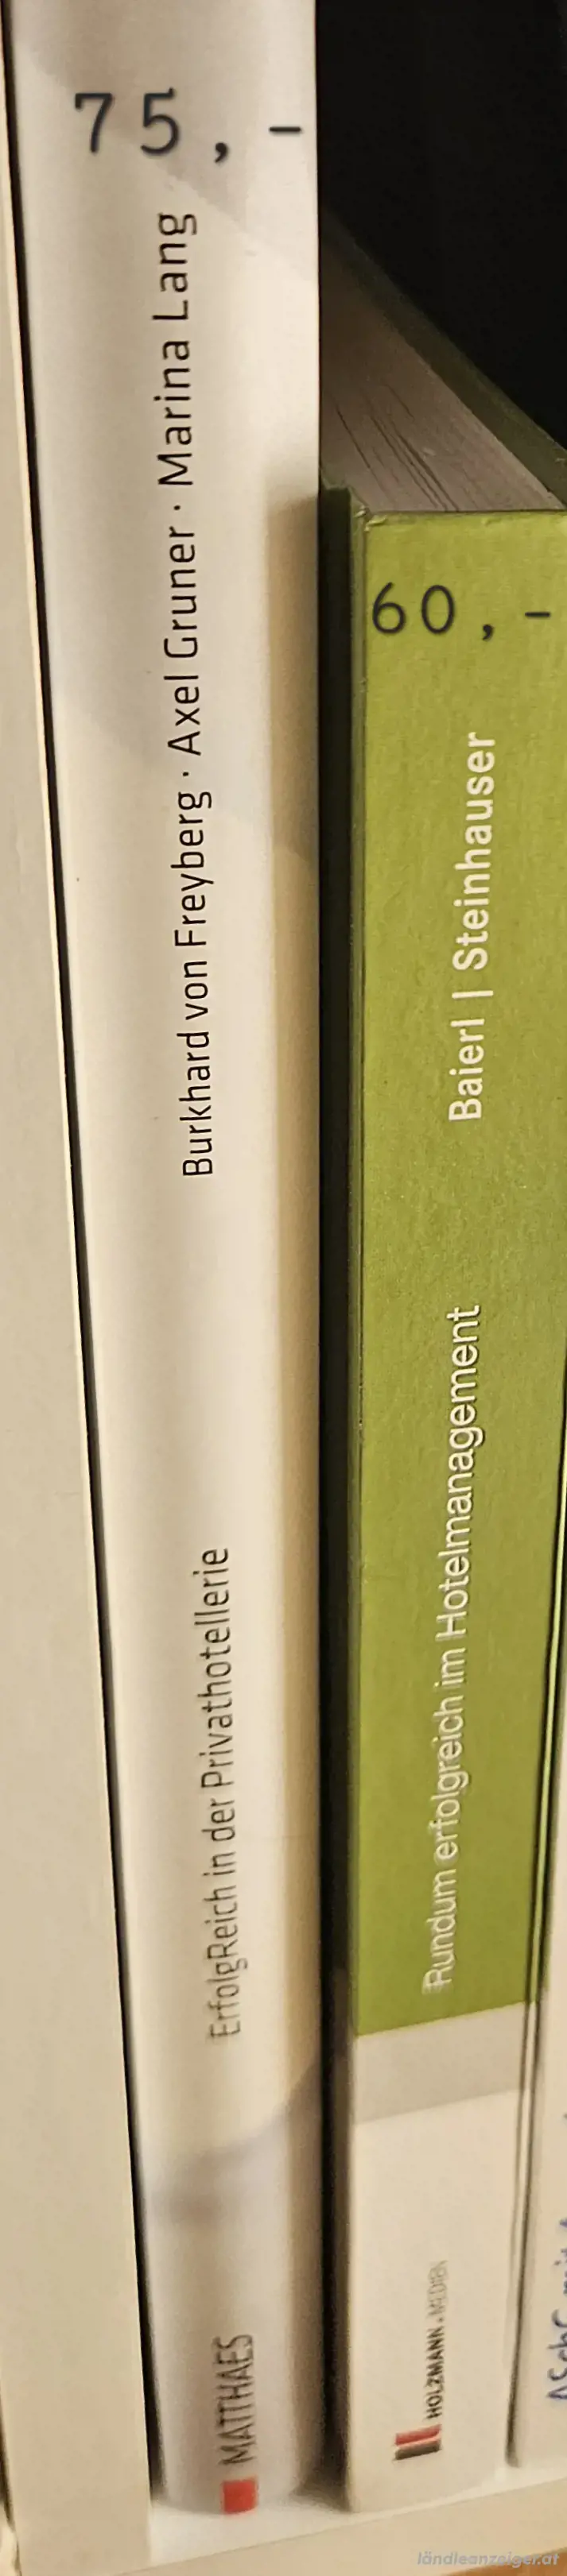 75,-
Burkhard von Freyberg · Axel Gruner · Marina Lang
ErfolgReich in der Privathotellerie
MATTHAES
60,-
Baierl | Steinhauser
Rundum erfolgreich im Hotelmanagement
HOLZMANN MEDIEN
ländleanzeiger.at